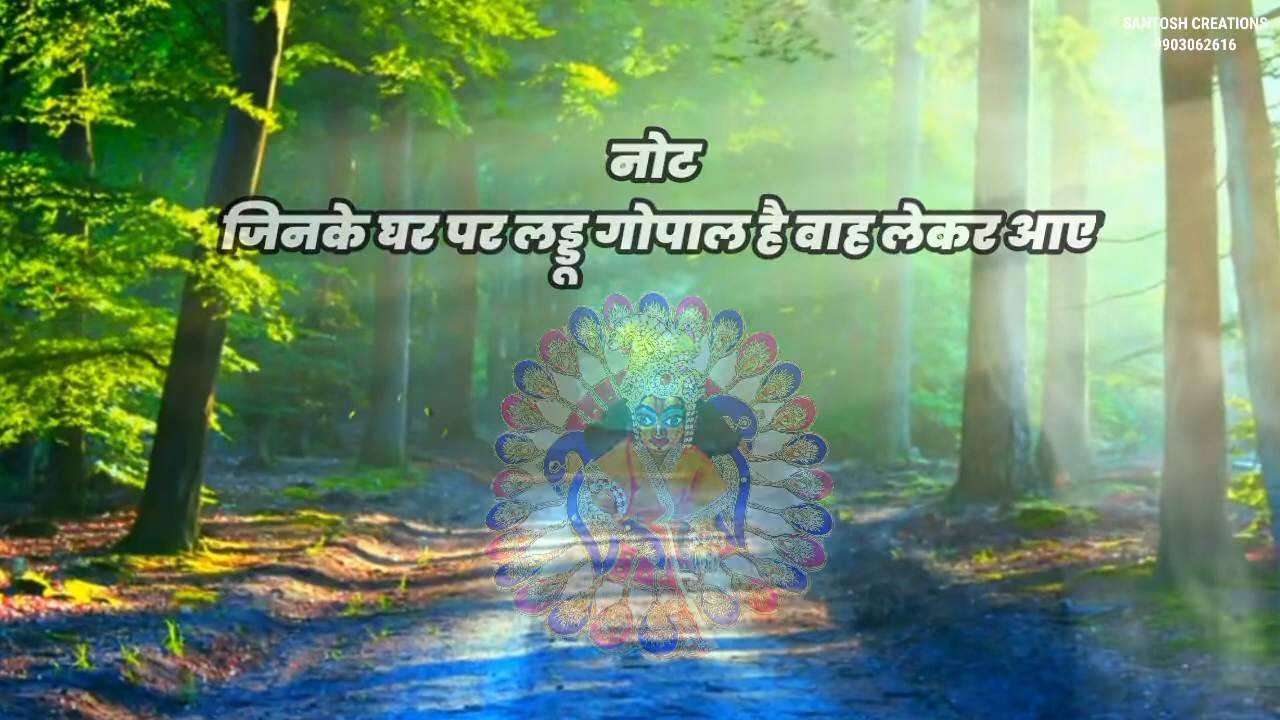 SANTOSH CREATIONS
9903062616
नोट
जिनके घर पर लड्डू गोपाल है वाह लेकर आए